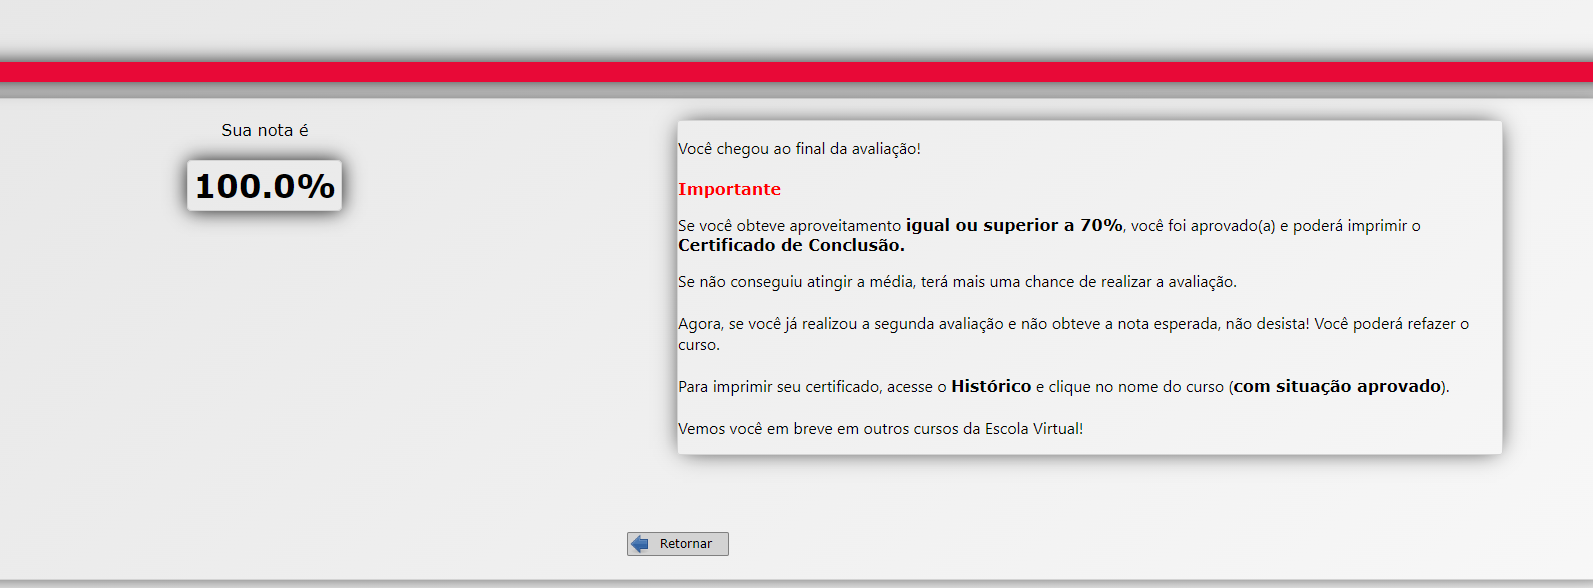 Sua nota é
100.0%
Você chegou ao final da avaliação!
Importante
Se você obteve aproveitamento igual ou superior a 70%, você foi aprovado(a) e poderá imprimir o
Certificado de Conclusão.
Se não conseguiu atingir a média, terá mais uma chance de realizar a avaliação.
Agora, se você já realizou a segunda avaliação e não obteve a nota esperada, não desista! Você poderá refazer o
curso.
Para imprimir seu certificado, acesse o Histórico e clique no nome do curso (com situação aprovado).
Vemos você em breve em outros cursos da Escola Virtual!
Retornar